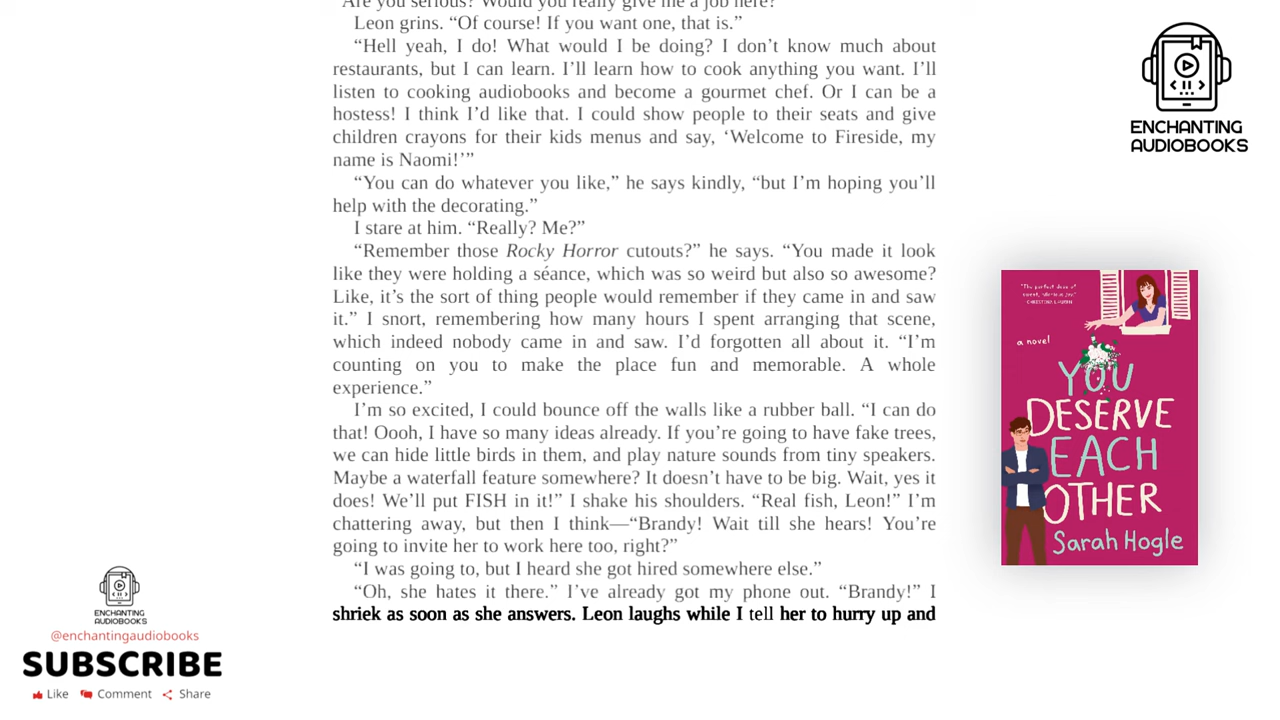 “Are you serious? Would you really give me a job here?”
Leon grins. “Of course! If you want one, that is.”
“Hell yeah, I do! What would I be doing? I don’t know much about
restaurants, but I can learn. I’ll learn how to cook anything you want. I’ll
listen to cooking audiobooks and become a gourmet chef. Or I can be a
hostess! I think I’d like that. I could show people to their seats and give
children crayons for their kids menus and say, ‘Welcome to Fireside, my
name is Naomi!’”
“You can do whatever you like,” he says kindly, “but I’m hoping you’ll
help with the decorating.”
I stare at him. “Really? Me?”
“Remember those Rocky Horror cutouts?” he says. “You made it look
like they were holding a séance, which was so weird but also so awesome?
Like, it’s the sort of thing people would remember if they came in and saw
it.” I snort, remembering how many hours I spent arranging that scene,
which indeed nobody came in and saw. I’d forgotten all about it. “I’m
counting on you to make the place fun and memorable. A whole
experience.”
I’m so excited, I could bounce off the walls like a rubber ball. “I can do
that! Oooh, I have so many ideas already. If you’re going to have fake trees,
we can hide little birds in them, and play nature sounds from tiny speakers.
Maybe a waterfall feature somewhere? It doesn’t have to be big. Wait, yes it
does! We’ll put FISH in it!” I shake his shoulders. “Real fish, Leon!” I’m
chattering away, but then I think—“Brandy! Wait till she hears! You’re
going to invite her to work here too, right?”
“I was going to, but I heard she got hired somewhere else.”
“Oh, she hates it there.” I’ve already got my phone out. “Brandy!” I
shriek as soon as she answers. Leon laughs while I tell her to hurry up and
ENCHANTING
AUDIOBOOKS
a novel
YOU
DESERVE
EACH
OTHER
Sarah Hogle
ENCHANTING
AUDIOBOOKS
@enchantingaudiobooks
SUBSCRIBE
Like Comment Share